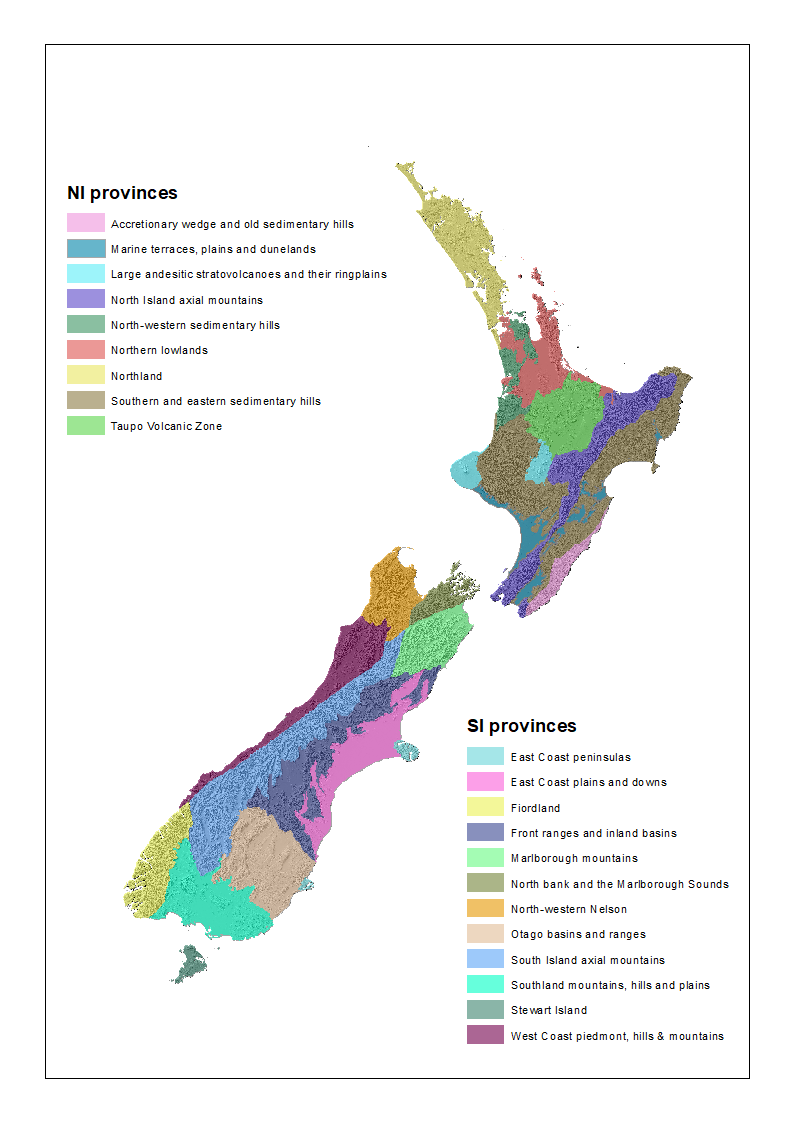 NI provinces
Accretionary wedge and old sedimentary hills
Marine terraces, plains and dunelands
Large andesitic stratovolcanoes and their ringplains
North Island axial mountains
North-western sedimentary hills
Northern lowlands
Northland
Southern and eastern sedimentary hills
Taupo Volcanic Zone
SI provinces
East Coast peninsulas
East Coast plains and downs
Fiordland
Front ranges and inland basins
Marlborough mountains
North bank and the Marlborough Sounds
North-western Nelson
Otago basins and ranges
South Island axial mountains
Southland mountains, hills and plains
Stewart Island
West Coast piedmont, hills & mountains